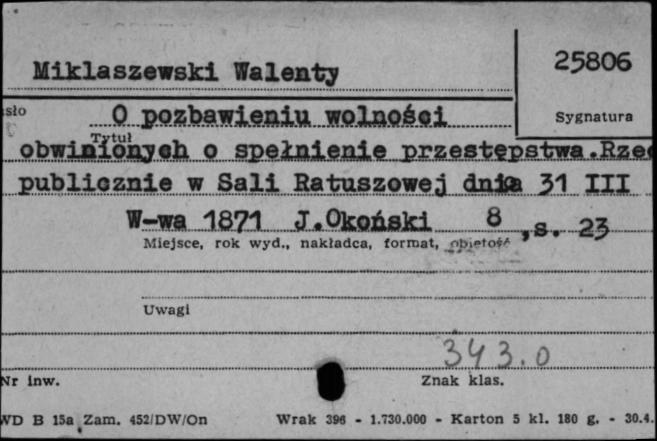 25806
Miklaszewski Walenty
Sygnatura
sło
O pozbawieniu wolności
Tytuł
obwinionych o spełnienie przestępstwa.Rzec
publicznie w Sali Ratuszowej dnia 31 III
W-wa 1871 J.Okoński 8 , s. 23
Miejsce, rok wyd., nakładca, format, objętość
Uwagi
343.0
Nr inw.
Znak klas.
WD B 15a Zam. 452/DW/On Wrak 396 - 1.730.000 - Karton 5 kl. 180 g. - 30.4.